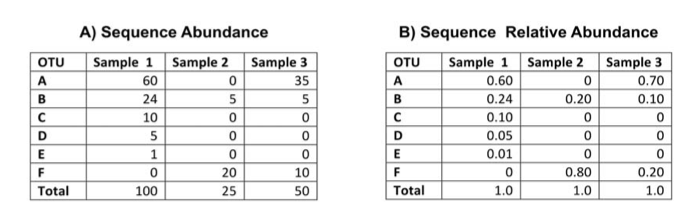 A) Sequence Abundance B) Sequence Relative Abundance
OTU Sample 1 Sample 2 Sample 3 OTU Sample 1 Sample 2 Sample 3
A 60 0 35 A 0.60 0 0.70
B 24 5 5 B 0.24 0.20 0.10
C 10 0 0 C 0.10 0 0
D 5 0 0 D 0.05 0 0
E 1 0 0 E 0.01 0 0
F 0 20 10 F 0 0.80 0.20
Total 100 25 50 Total 1.0 1.0 1.0